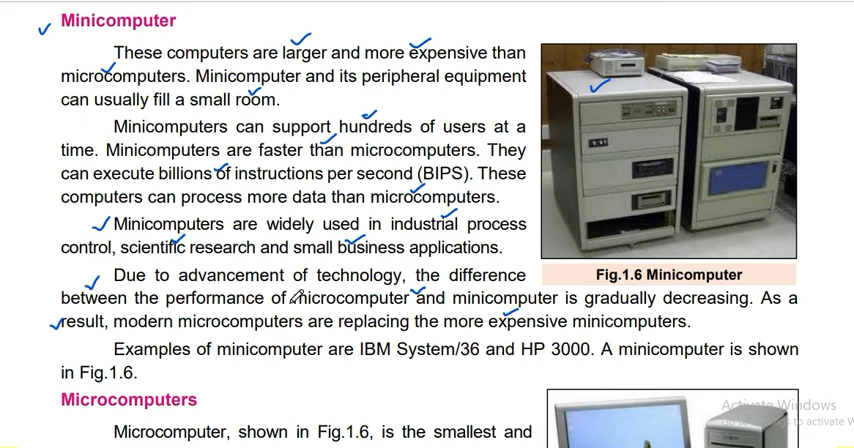 Minicomputer
These computers are larger and more expensive than
microcomputers. Minicomputer and its peripheral equipment
can usually fill a small room.
Minicomputers can support hundreds of users at a
time. Minicomputers are faster than microcomputers. They
can execute billions of instructions per second (BIPS). These
computers can process more data than microcomputers.
Minicomputers are widely used in industrial process
control, scientific research and small business applications.
Due to advancement of technology, the difference
Fig.1.6 Minicomputer
between the performance of microcomputer and minicomputer is gradually decreasing. As a
result, modern microcomputers are replacing the more expensive minicomputers.
Examples of minicomputer are IBM System/36 and HP 3000. A minicomputer is shown
in Fig.1.6.
Microcomputers
Microcomputer, shown in Fig.1.6, is the smallest and
Activate Windows
to activate W